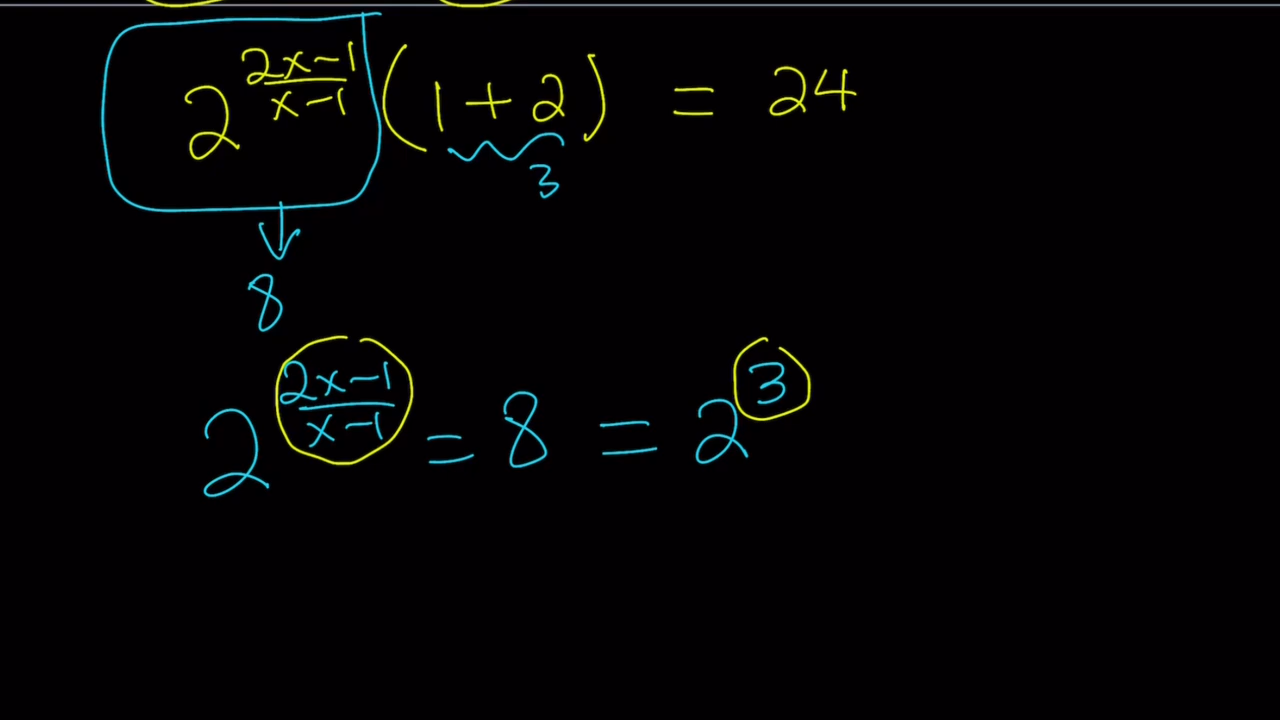 2^((2x-1)/(x-1)) (1+2) = 24
3
8
2^((2x-1)/(x-1)) = 8 = 2^3